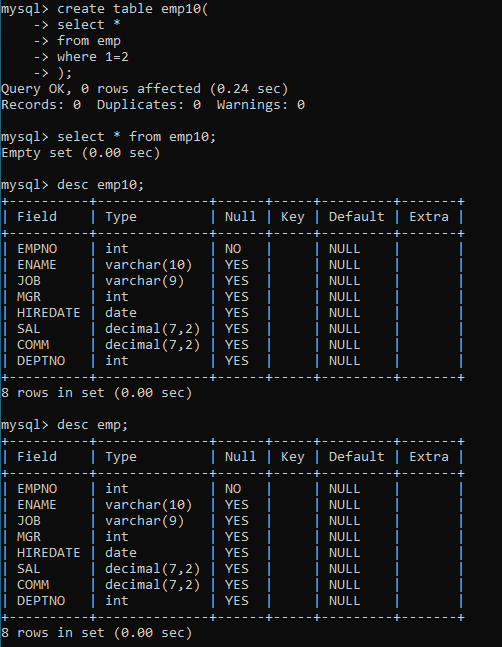 mysql> create table emp10(
    -> select *
    -> from emp
    -> where 1=2
    -> );
Query OK, 0 rows affected (0.24 sec)
Records: 0  Duplicates: 0  Warnings: 0

mysql> select * from emp10;
Empty set (0.00 sec)

mysql> desc emp10;
+----------+--------------+------+-----+---------+-------+
| Field    | Type         | Null | Key | Default | Extra |
+----------+--------------+------+-----+---------+-------+
| EMPNO    | int          | NO   |     | NULL    |       |
| ENAME    | varchar(10)  | YES  |     | NULL    |       |
| JOB      | varchar(9)   | YES  |     | NULL    |       |
| MGR      | int          | YES  |     | NULL    |       |
| HIREDATE | date         | YES  |     | NULL    |       |
| SAL      | decimal(7,2) | YES  |     | NULL    |       |
| COMM     | decimal(7,2) | YES  |     | NULL    |       |
| DEPTNO   | int          | YES  |     | NULL    |       |
+----------+--------------+------+-----+---------+-------+
8 rows in set (0.00 sec)

mysql> desc emp;
+----------+--------------+------+-----+---------+-------+
| Field    | Type         | Null | Key | Default | Extra |
+----------+--------------+------+-----+---------+-------+
| EMPNO    | int          | NO   |     | NULL    |       |
| ENAME    | varchar(10)  | YES  |     | NULL    |       |
| JOB      | varchar(9)   | YES  |     | NULL    |       |
| MGR      | int          | YES  |     | NULL    |       |
| HIREDATE | date         | YES  |     | NULL    |       |
| SAL      | decimal(7,2) | YES  |     | NULL    |       |
| COMM     | decimal(7,2) | YES  |     | NULL    |       |
| DEPTNO   | int          | YES  |     | NULL    |       |
+----------+--------------+------+-----+---------+-------+
8 rows in set (0.00 sec)